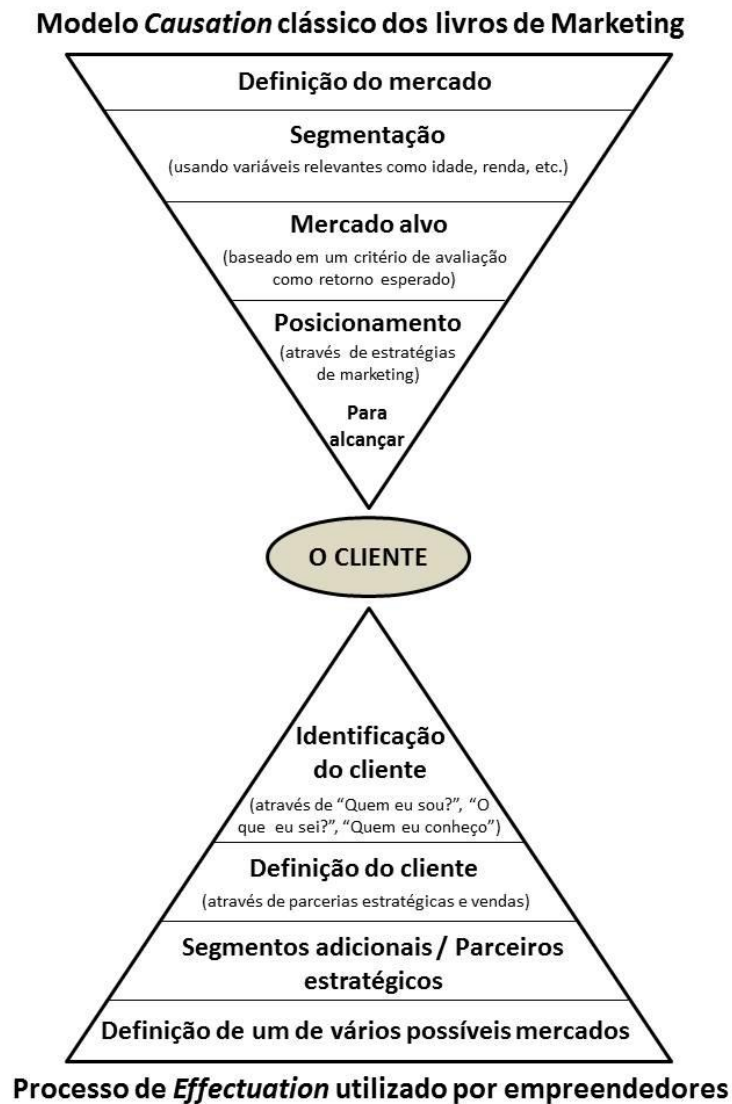 Modelo Causation clássico dos livros de Marketing
Definição do mercado
Segmentação
(usando variáveis relevantes como idade, renda, etc.)
Mercado alvo
(baseado em um critério de avaliação
como retorno esperado)
Posicionamento
(através de estratégias
de marketing)
Para
alcançar
O CLIENTE
Identificação
do cliente
(através de “Quem eu sou?”, “O
que eu sei?”, “Quem eu conheço”)
Definição do cliente
(através de parcerias estratégicas e vendas)
Segmentos adicionais / Parceiros
estratégicos
Definição de um de vários possíveis mercados
Processo de Effectuation utilizado por empreendedores